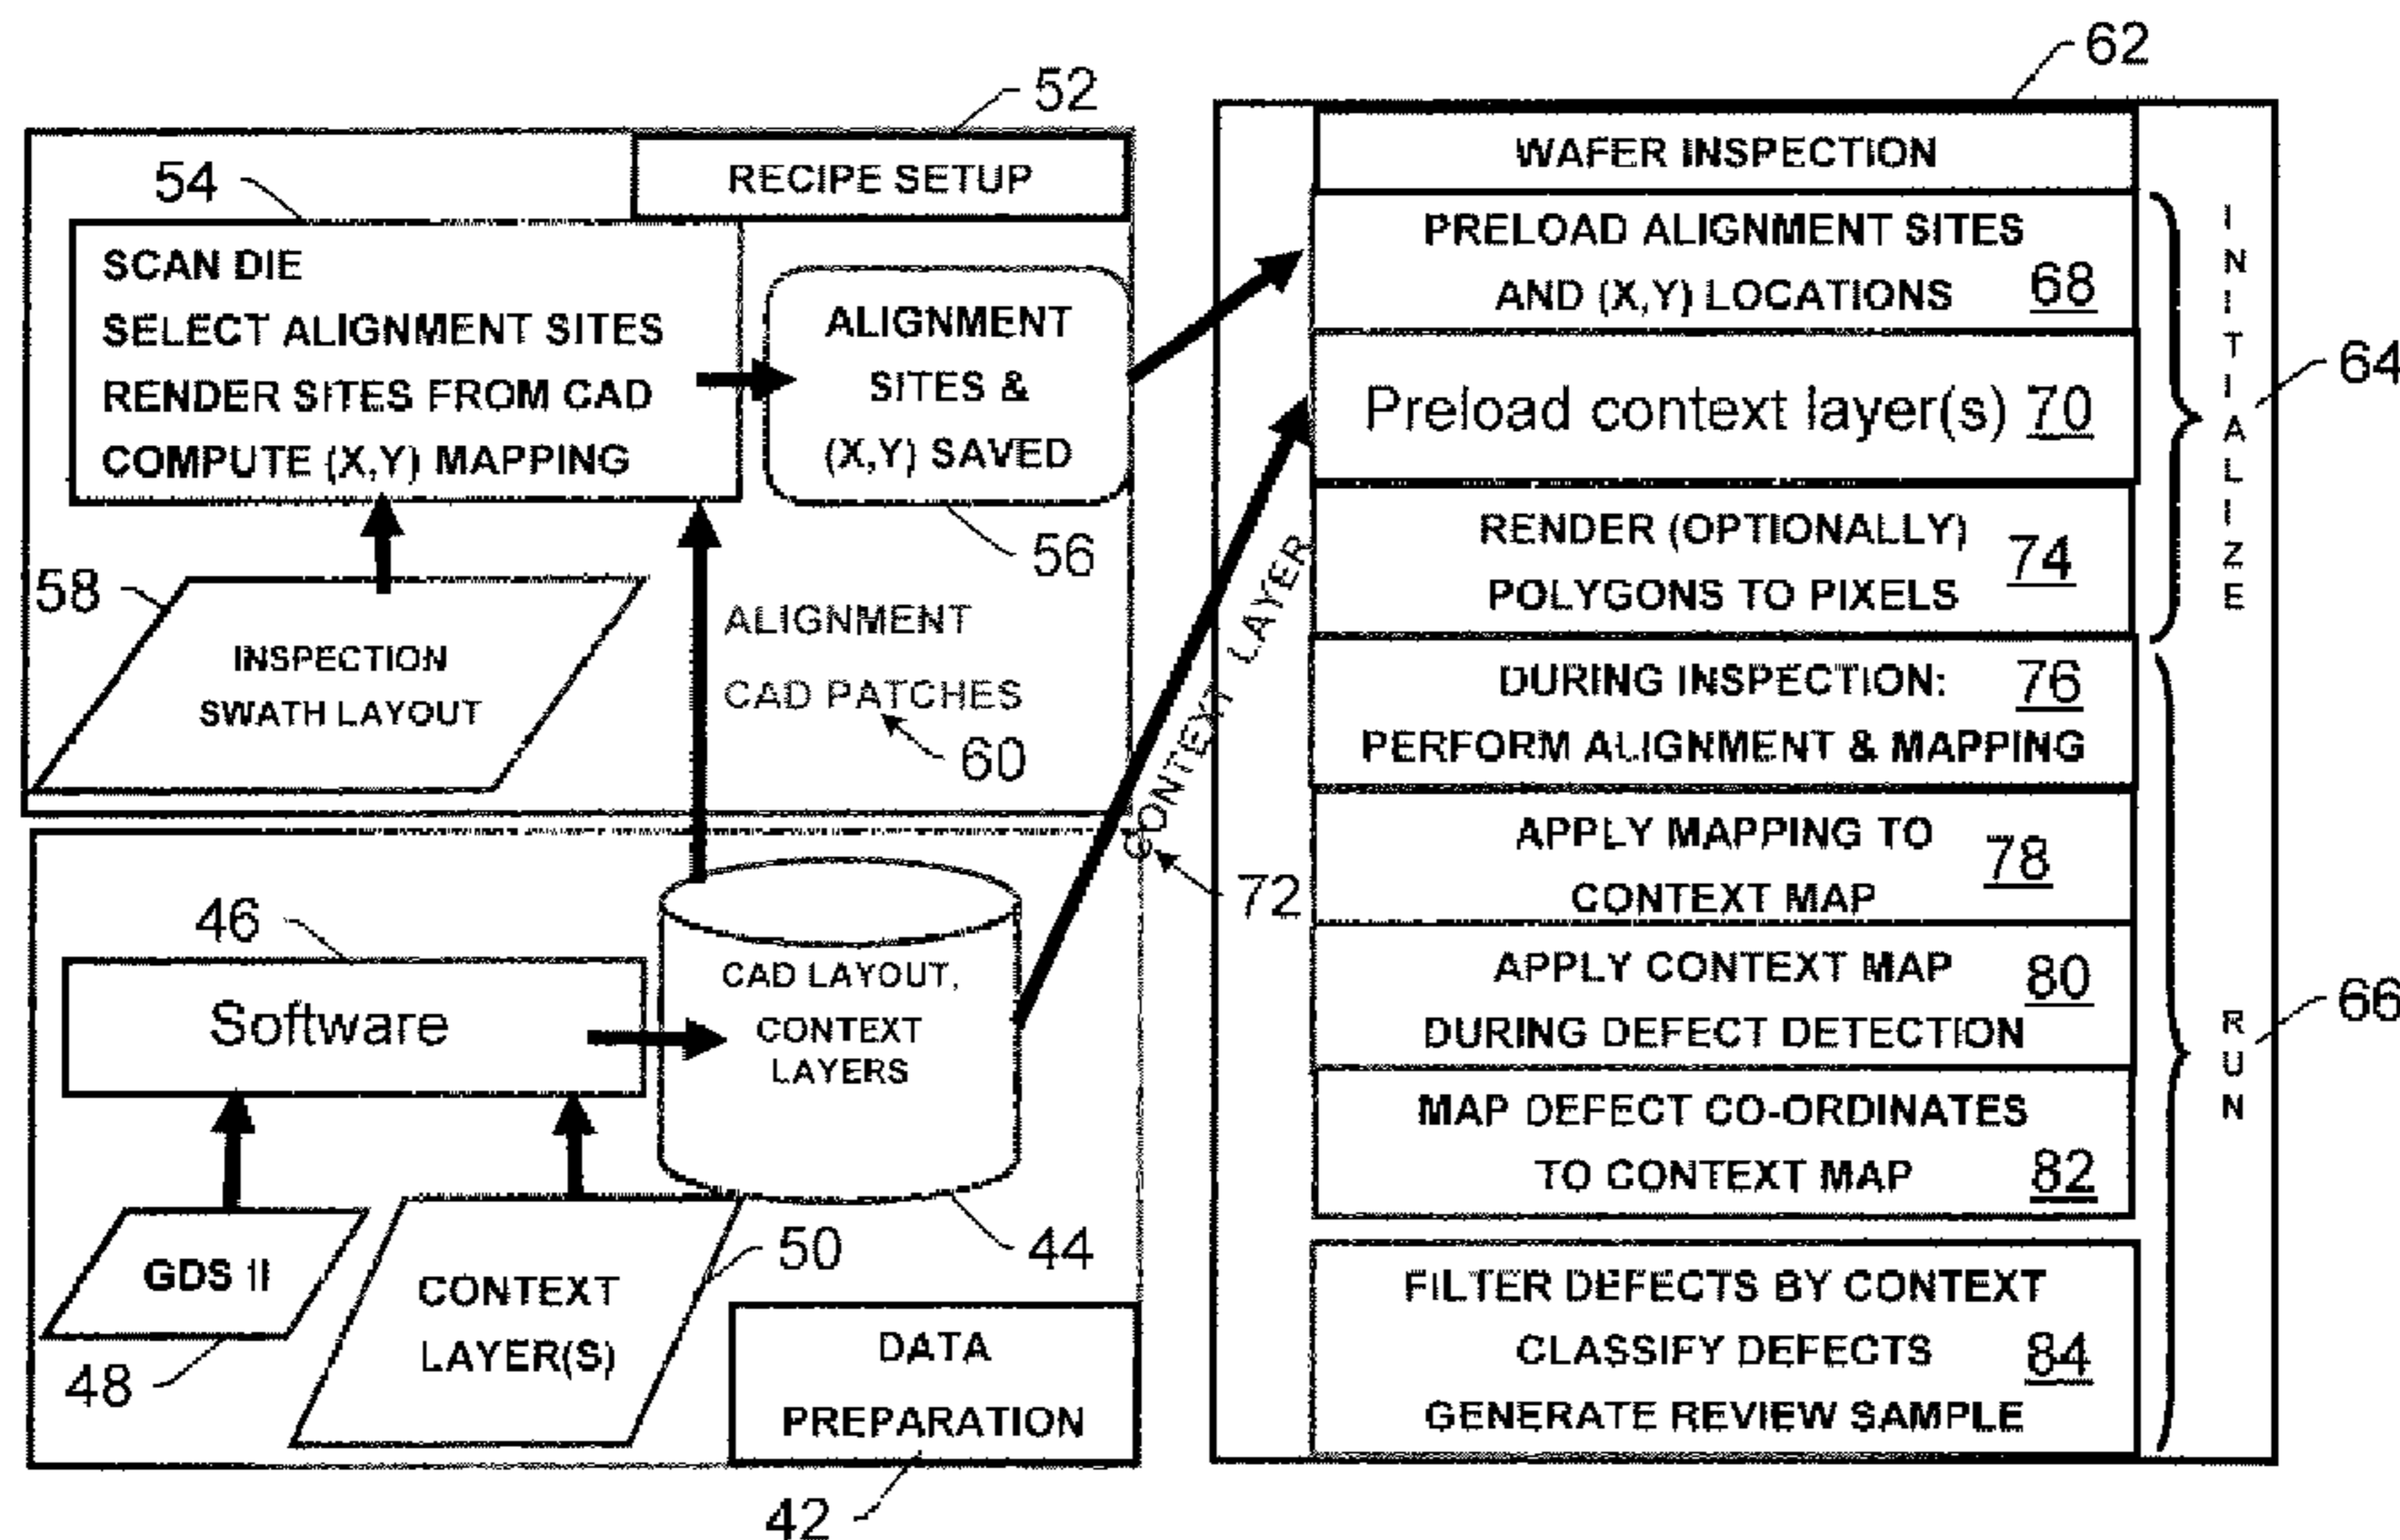 52
RECIPE SETUP
54
SCAN DIE
SELECT ALIGNMENT SITES
RENDER SITES FROM CAD
COMPUTE (X,Y) MAPPING
ALIGNMENT
SITES &
(X,Y) SAVED
56
58
INSPECTION
SWATH LAYOUT
ALIGNMENT
CAD PATCHES
60
46
Software
CAD LAYOUT,
CONTEXT
LAYERS
44
GDS II
48
CONTEXT
LAYER(S)
50
DATA
PREPARATION
42
CONTEXT LAYER
72
62
WAFER INSPECTION
PRELOAD ALIGNMENT SITES
AND (X,Y) LOCATIONS 68
Preload context layer(s) 70
RENDER (OPTIONALLY)
POLYGONS TO PIXELS
74
INITIALIZE
64
DURING INSPECTION: 76
PERFORM ALIGNMENT & MAPPING
APPLY MAPPING TO
CONTEXT MAP
78
APPLY CONTEXT MAP 80
DURING DEFECT DETECTION
MAP DEFECT CO-ORDINATES
TO CONTEXT MAP 82
FILTER DEFECTS BY CONTEXT
CLASSIFY DEFECTS 84
GENERATE REVIEW SAMPLE
RUN
66